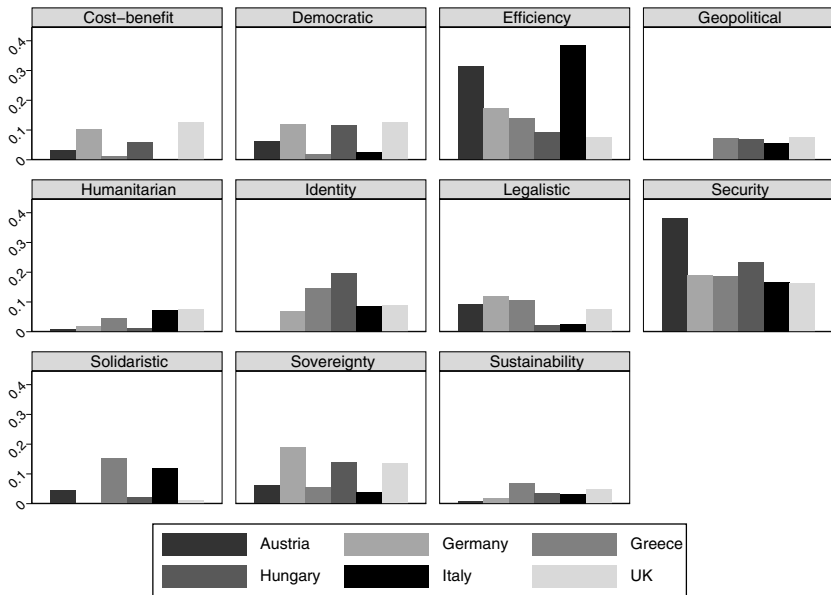 Cost−benefit Democratic Efficiency Geopolitical
0 0.1 0.2 0.3 0.4
Humanitarian Identity Legalistic Security
0 0.1 0.2 0.3 0.4
Solidaristic Sovereignty Sustainability
0 0.1 0.2 0.3 0.4
Austria Germany Greece
Hungary Italy UK